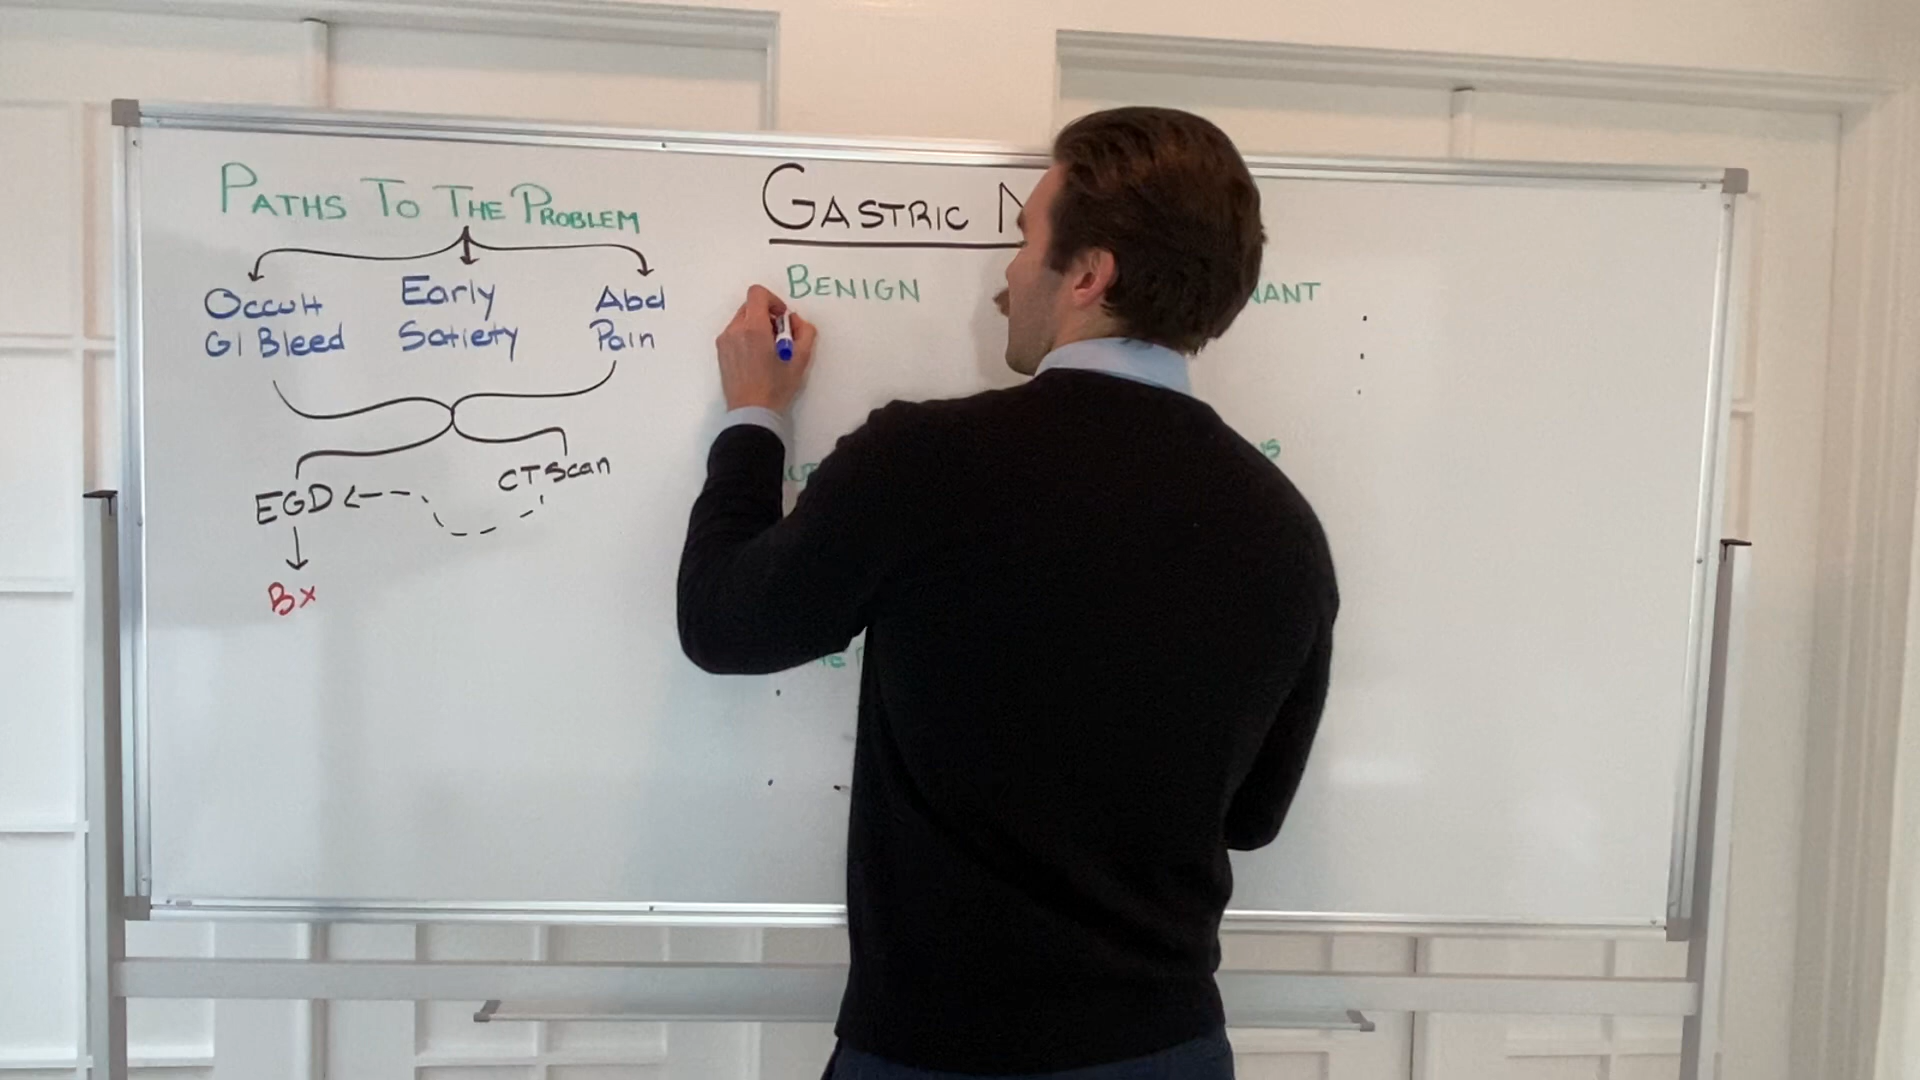 PATHS TO THE PROBLEM
GASTRIC
BENIGN
Occult
GI Bleed
Early
Satiety
Abd
Pain
CT Scan
EGD
Bx